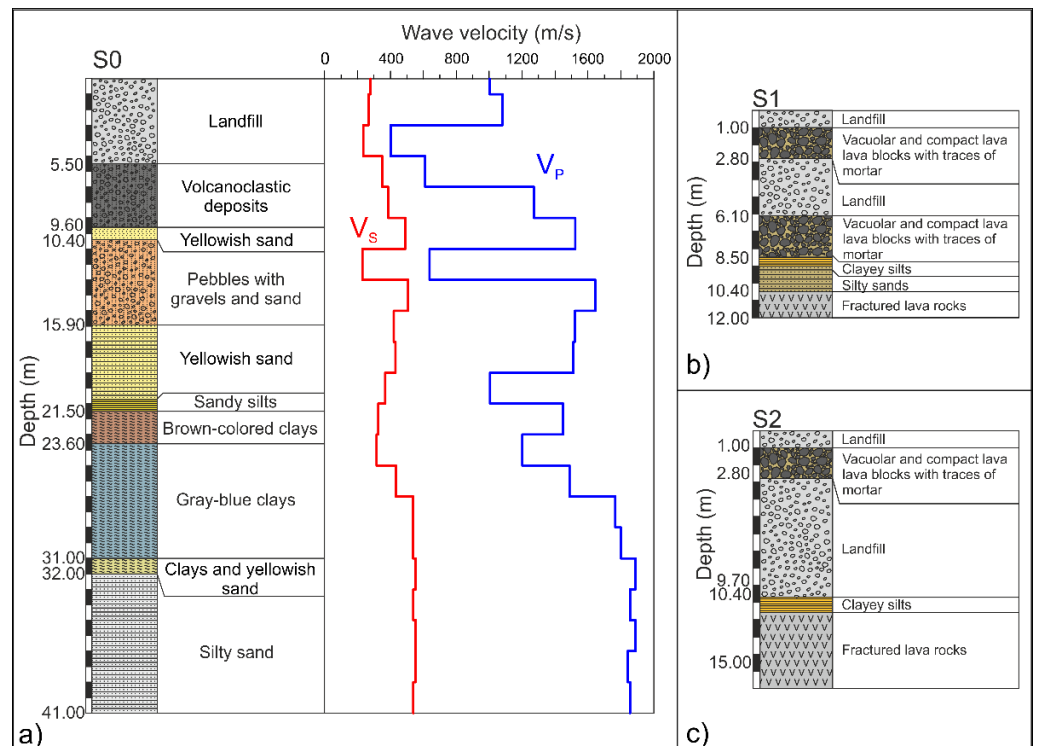 Wave velocity (m/s)
S0
0
400
800
1200
1600
2000
Landfill
5.50
Volcanoclastic
deposits
9.60
Yellowish sand
10.40
Pebbles with
gravels and sand
15.90
Yellowish sand
Sandy silts
21.50
Brown-colored clays
23.60
Gray-blue clays
31.00
Clays and yellowish
sand
32.00
Silty sand
41.00
Depth (m)
VS
VP
a)
S1
Landfill
1.00
Vacuolar and compact lava
lava blocks with traces of
mortar
2.80
Landfill
6.10
Vacuolar and compact lava
lava blocks with traces of
mortar
8.50
Clayey silts
Silty sands
10.40
Fractured lava rocks
12.00
Depth (m)
b)
S2
Landfill
1.00
Vacuolar and compact lava
lava blocks with traces of
mortar
2.80
Landfill
9.70
10.40
Clayey silts
Fractured lava rocks
15.00
Depth (m)
c)